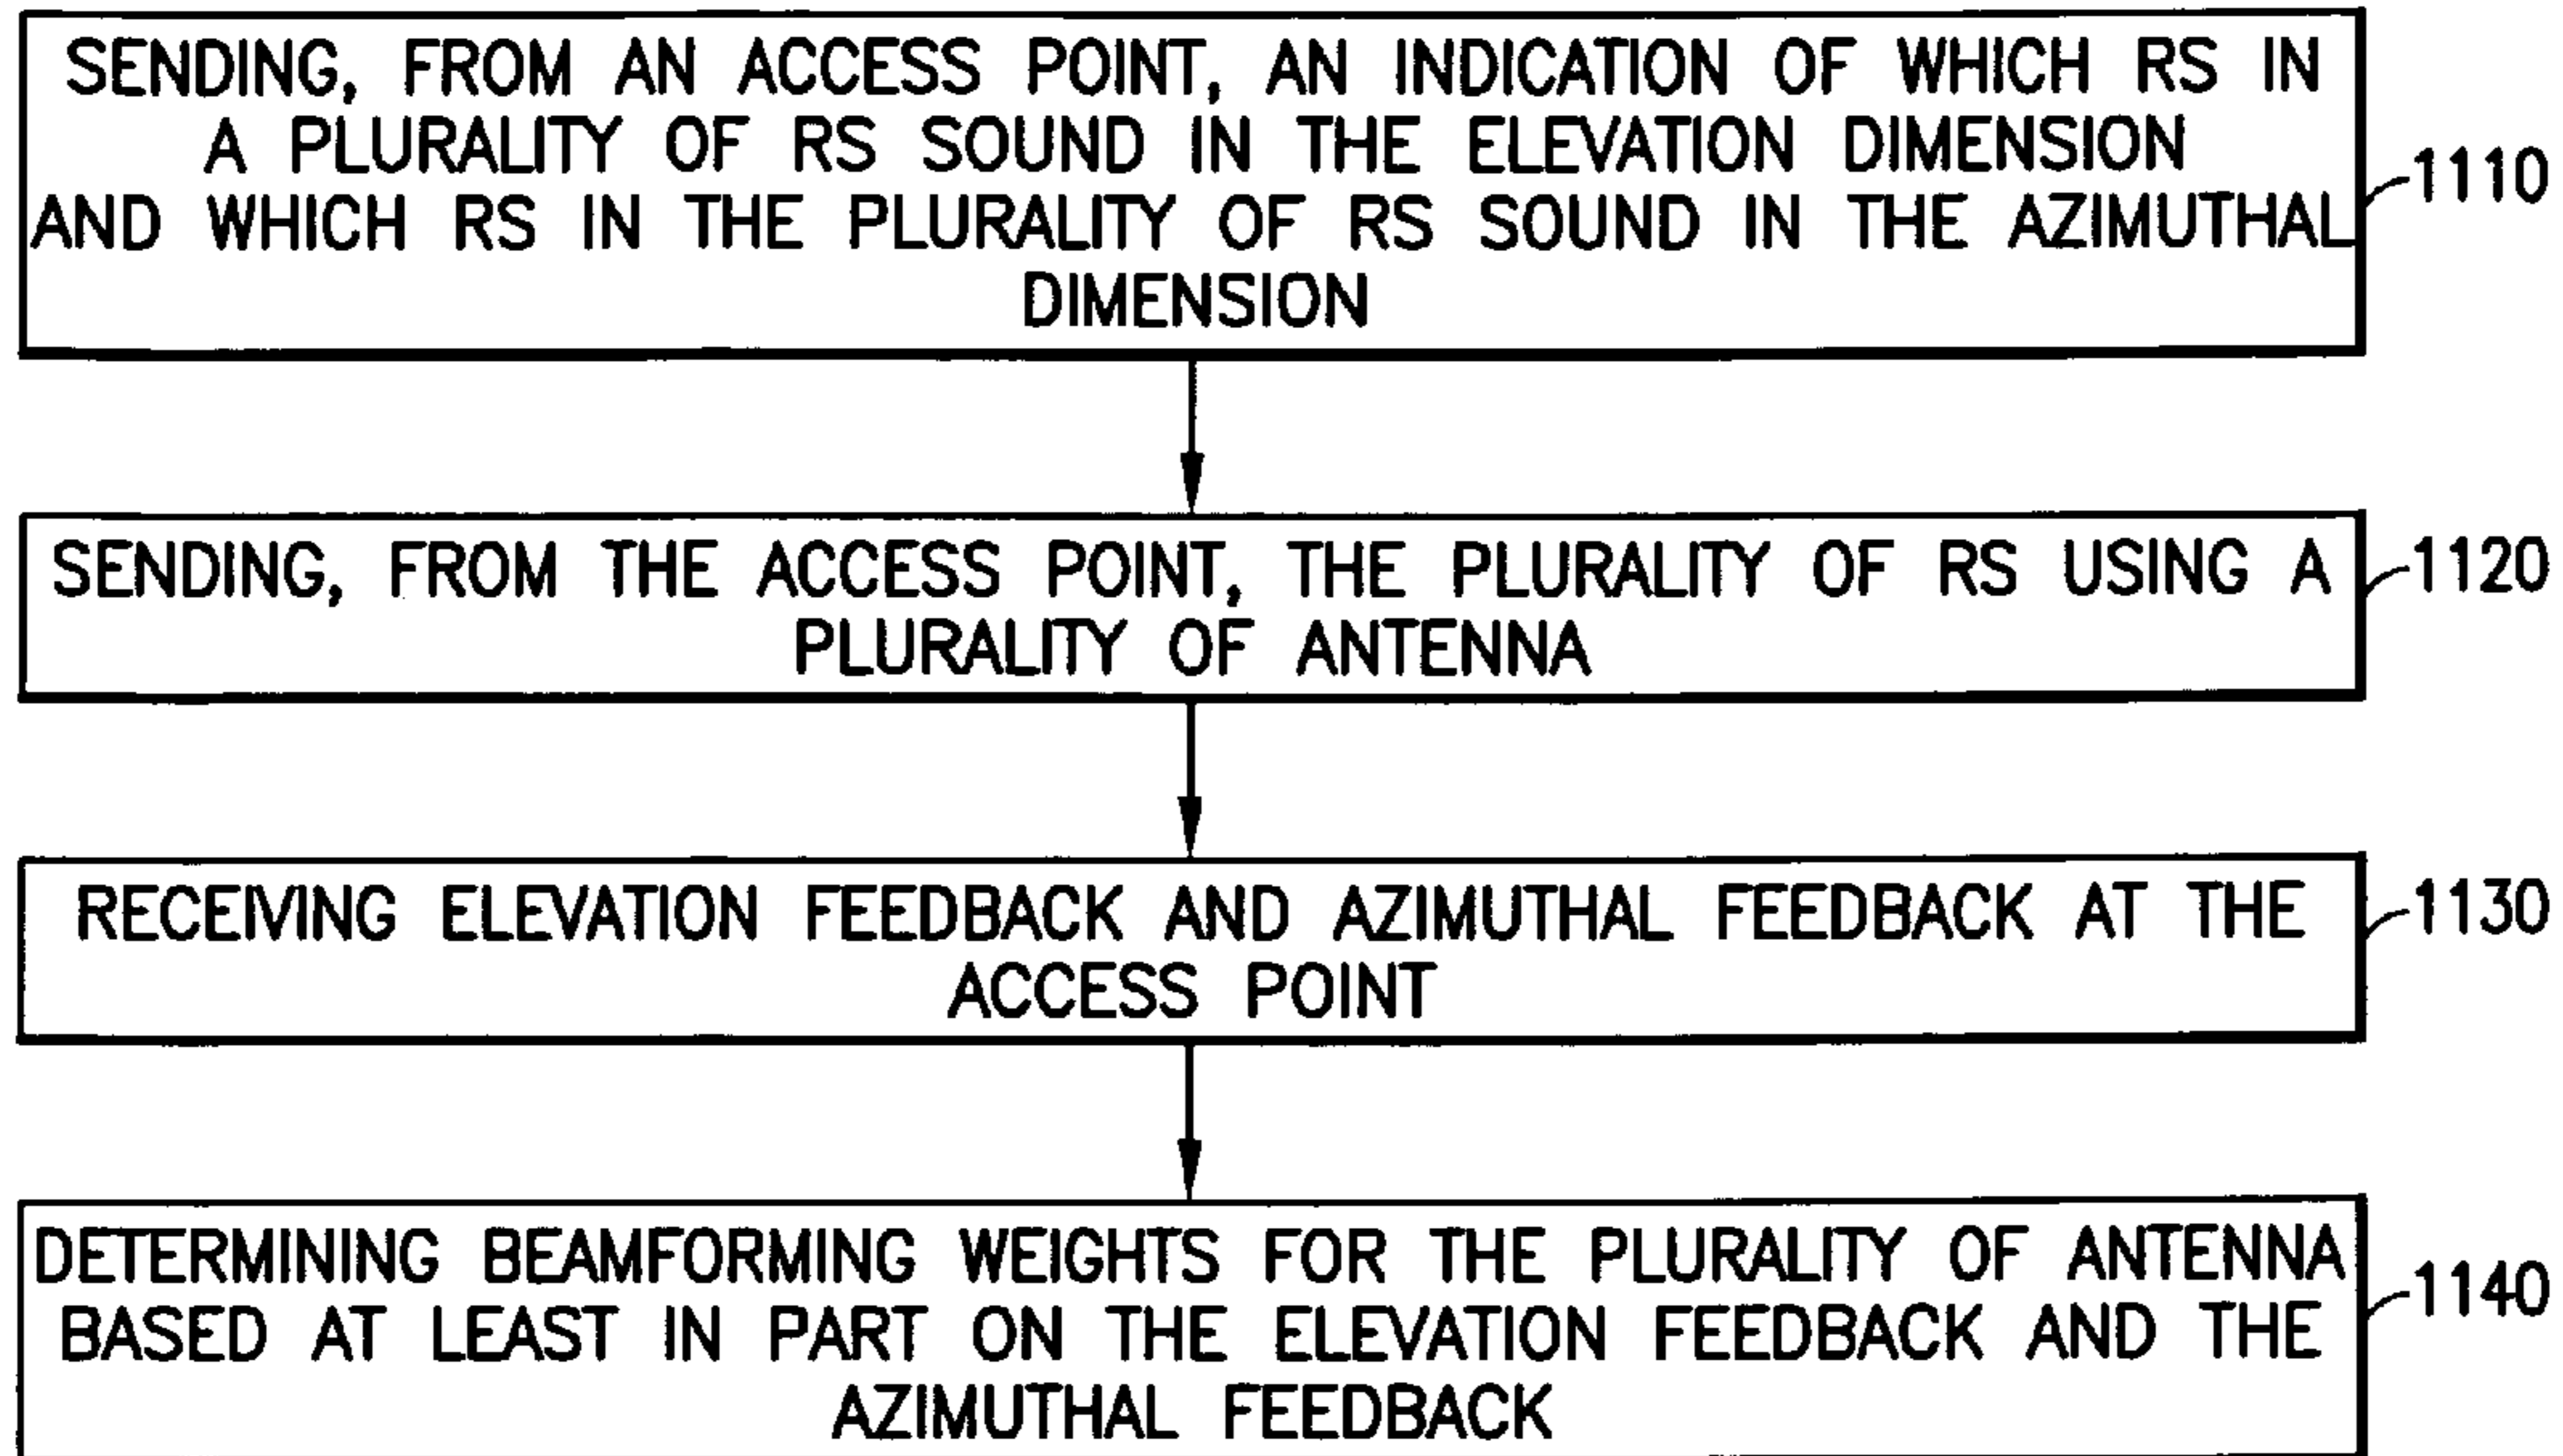 SENDING, FROM AN ACCESS POINT, AN INDICATION OF WHICH RS IN
A PLURALITY OF RS SOUND IN THE ELEVATION DIMENSION
AND WHICH RS IN THE PLURALITY OF RS SOUND IN THE AZIMUTHAL
DIMENSION
1110
SENDING, FROM THE ACCESS POINT, THE PLURALITY OF RS USING A
PLURALITY OF ANTENNA
1120
RECEIVING ELEVATION FEEDBACK AND AZIMUTHAL FEEDBACK AT THE
ACCESS POINT
1130
DETERMINING BEAMFORMING WEIGHTS FOR THE PLURALITY OF ANTENNA
BASED AT LEAST IN PART ON THE ELEVATION FEEDBACK AND THE
AZIMUTHAL FEEDBACK
1140